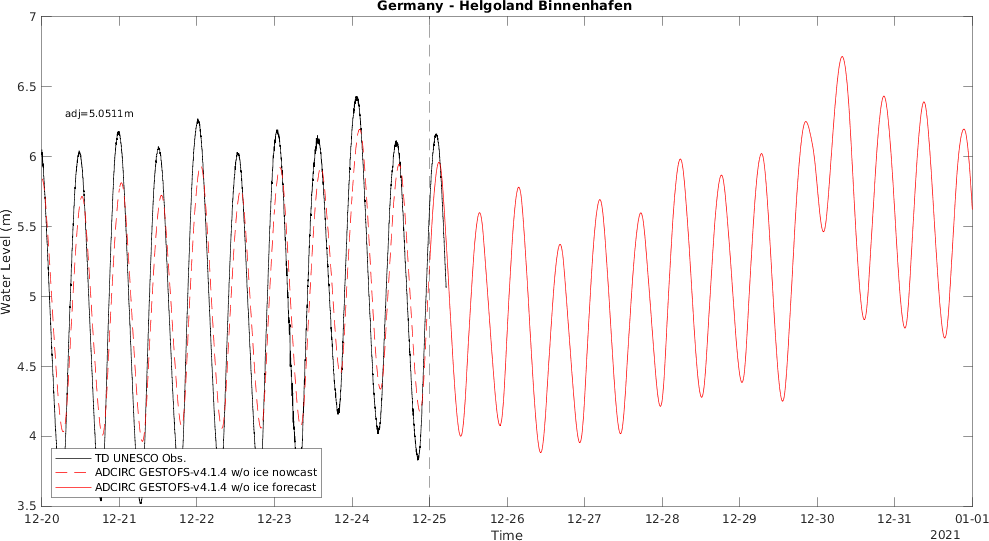 Germany - Helgoland Binnenhafen
7
6.5
adj=5.0511m
6
5.5
Water Level (m)
5
4.5
4
TD UNESCO Obs.
ADCIRC GESTOFS-v4.1.4 w/o ice nowcast
ADCIRC GESTOFS-v4.1.4 w/o ice forecast
3.5
12-20 12-21 12-22 12-23 12-24 12-25 12-26 12-27 12-28 12-29 12-30 12-31 01-01
Time 2021